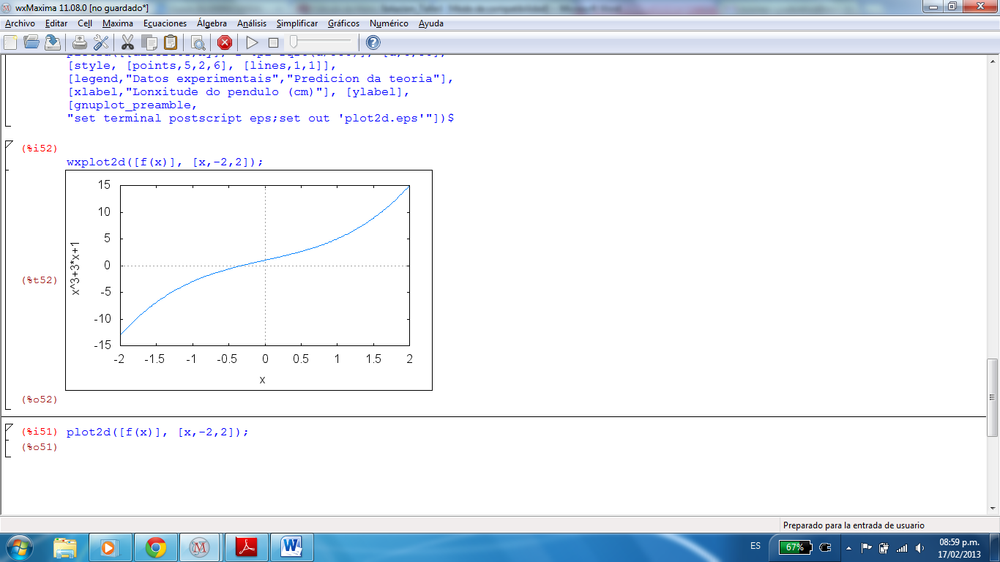 wxMaxima 11.08.0 [no guardado*]
Archivo Editar Cell Maxima Ecuaciones Álgebra Análisis Simplificar Gráficos Numérico Ayuda
[style, [points,5,2,6], [lines,1,1]],
[legend,"Datos experimentais","Predicion da teoria"],
[xlabel,"Lonxitude do pendulo (cm)"], [ylabel],
[gnuplot_preamble,
"set terminal postscript eps;set out 'plot2d.eps'"])$
(%i52)
wxplot2d([f(x)], [x,-2,2]);
15
10
5
0
-5
-10
-15
x^3+3*x+1
(%t52)
-2 -1.5 -1 -0.5 0 0.5 1 1.5 2
x
(%o52)
(%i51) plot2d([f(x)], [x,-2,2]);
(%o51)
Preparado para la entrada de usuario
ES
67%
08:59 p.m.
17/02/2013